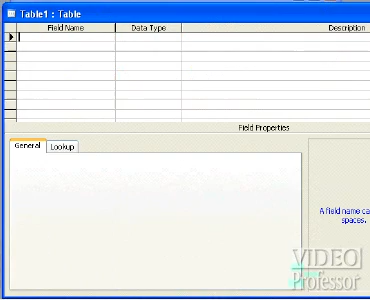 Table1 : Table
Field Name Data Type Description
Field Properties
General Lookup
A field name ca
spaces,
VIDEO
Professor